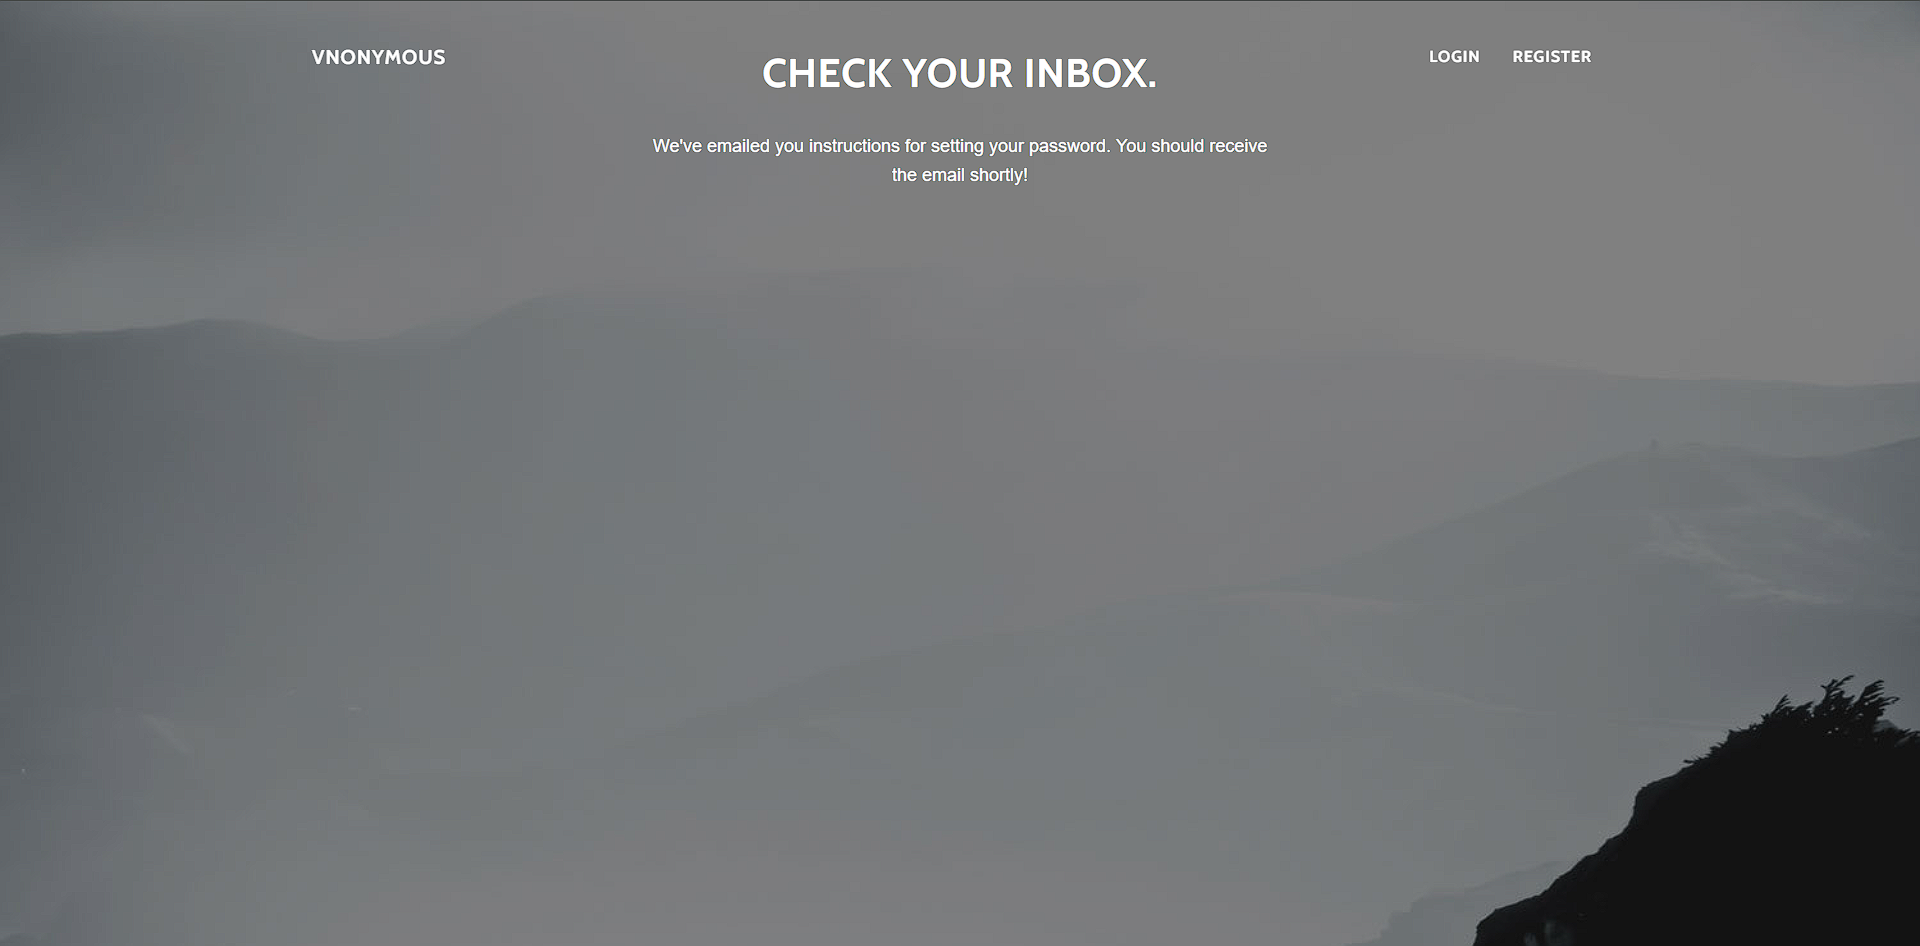 VNONYMOUS
CHECK YOUR INBOX.
LOGIN REGISTER
We've emailed you instructions for setting your password. You should receive
the email shortly!